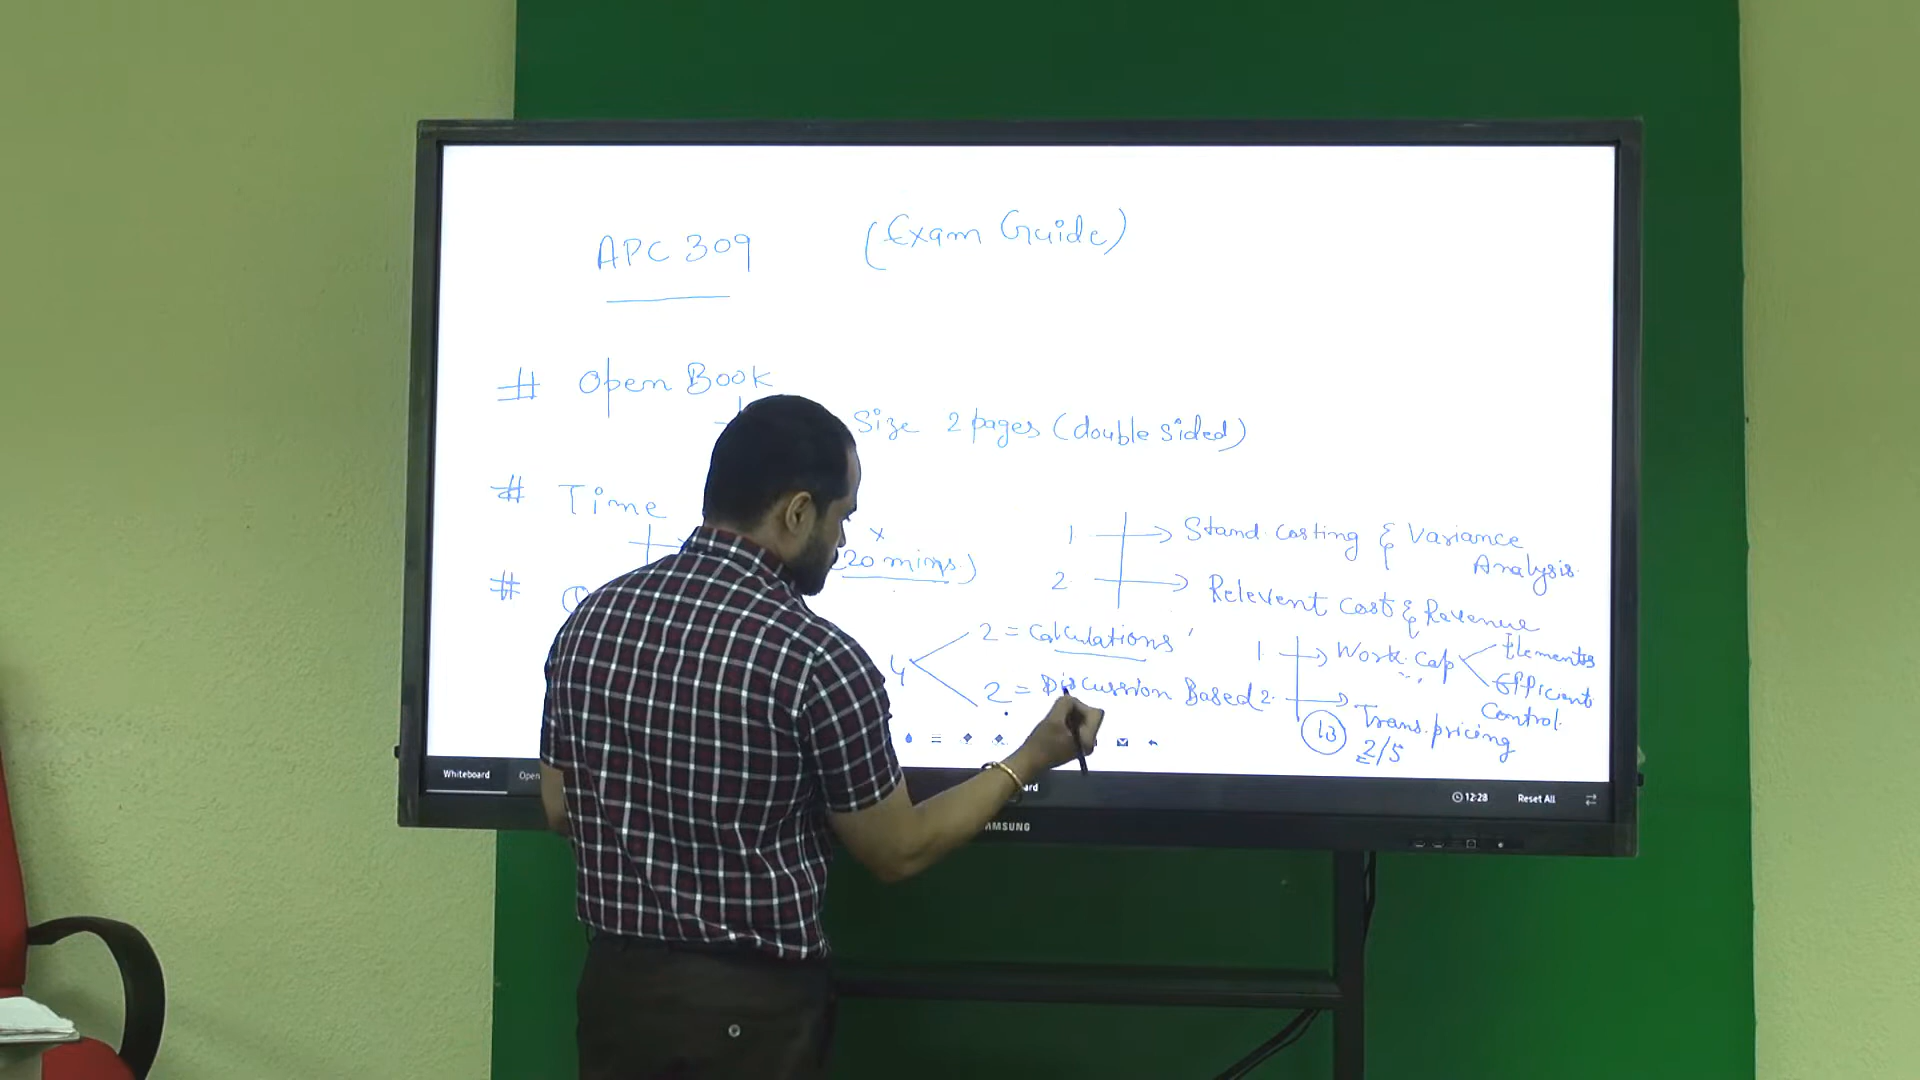 APC 309 (Exam Guide)
# Open Book
Size 2 pages (double sided)
# Time
x
(20 mins.)
#
1. Stand. Costing & Variance
Analysis.
2. Relevent Cost & Revenue
4
2 = Calculations
2 = Discussion Based
1. Work. Cap
Elements
Efficient
Control.
2. Trans. pricing
2/5
Whiteboard
Open
12:28
Reset All
AMSUNG